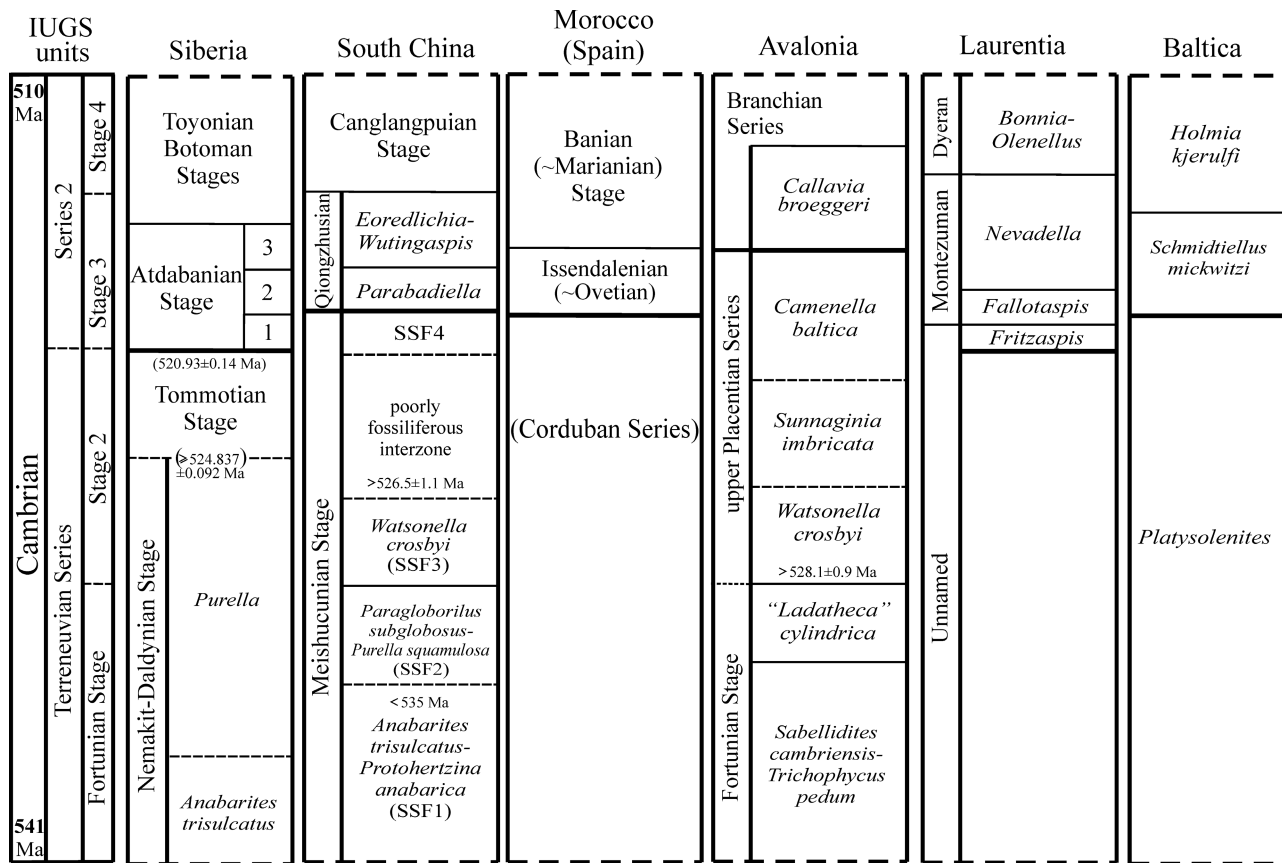 IUGS
units
Siberia
South China
Morocco
(Spain)
Avalonia
Laurentia
Baltica
510
Ma
Cambrian
541
Ma
Series 2
Terreneuvian Series
Stage 4
Stage 3
Stage 2
Fortunian Stage
Toyonian
Botoman
Stages
Atdabanian
Stage
3
2
1
(520.93±0.14 Ma)
Tommotian
Stage
(>524.837)
±0.092 Ma
Nemakit-Daldynian Stage
Purella
Anabarites
trisulcatus
Canglangpuian
Stage
Qiongzhusian
Eoredlichia-
Wutingaspis
Parabadiella
Meishucunian Stage
SSF4
poorly
fossiliferous
interzone
>526.5±1.1 Ma
Watsonella
crosbyi
(SSF3)
Paragloborilus
subglobosus-
Purella squamulosa
(SSF2)
<535 Ma
Anabarites
trisulcatus-
Protohertzina
anabarica
(SSF1)
Banian
(~Marianian)
Stage
Issendalenian
(~Ovetian)
(Corduban Series)
Branchian
Series
Callavia
broeggeri
upper Placentian Series
Camenella
baltica
Sunnaginia
imbricata
Watsonella
crosbyi
>528.1±0.9 Ma
Fortunian Stage
“Ladatheca”
cylindrica
Sabellidites
cambriensis-
Trichophycus
pedum
Dyeran
Bonnia-
Olenellus
Montezuman
Nevadella
Fallotaspis
Unnamed
Fritzaspis
Holmia
kjerulfi
Schmidtiellus
mickwitzi
Platysolenites